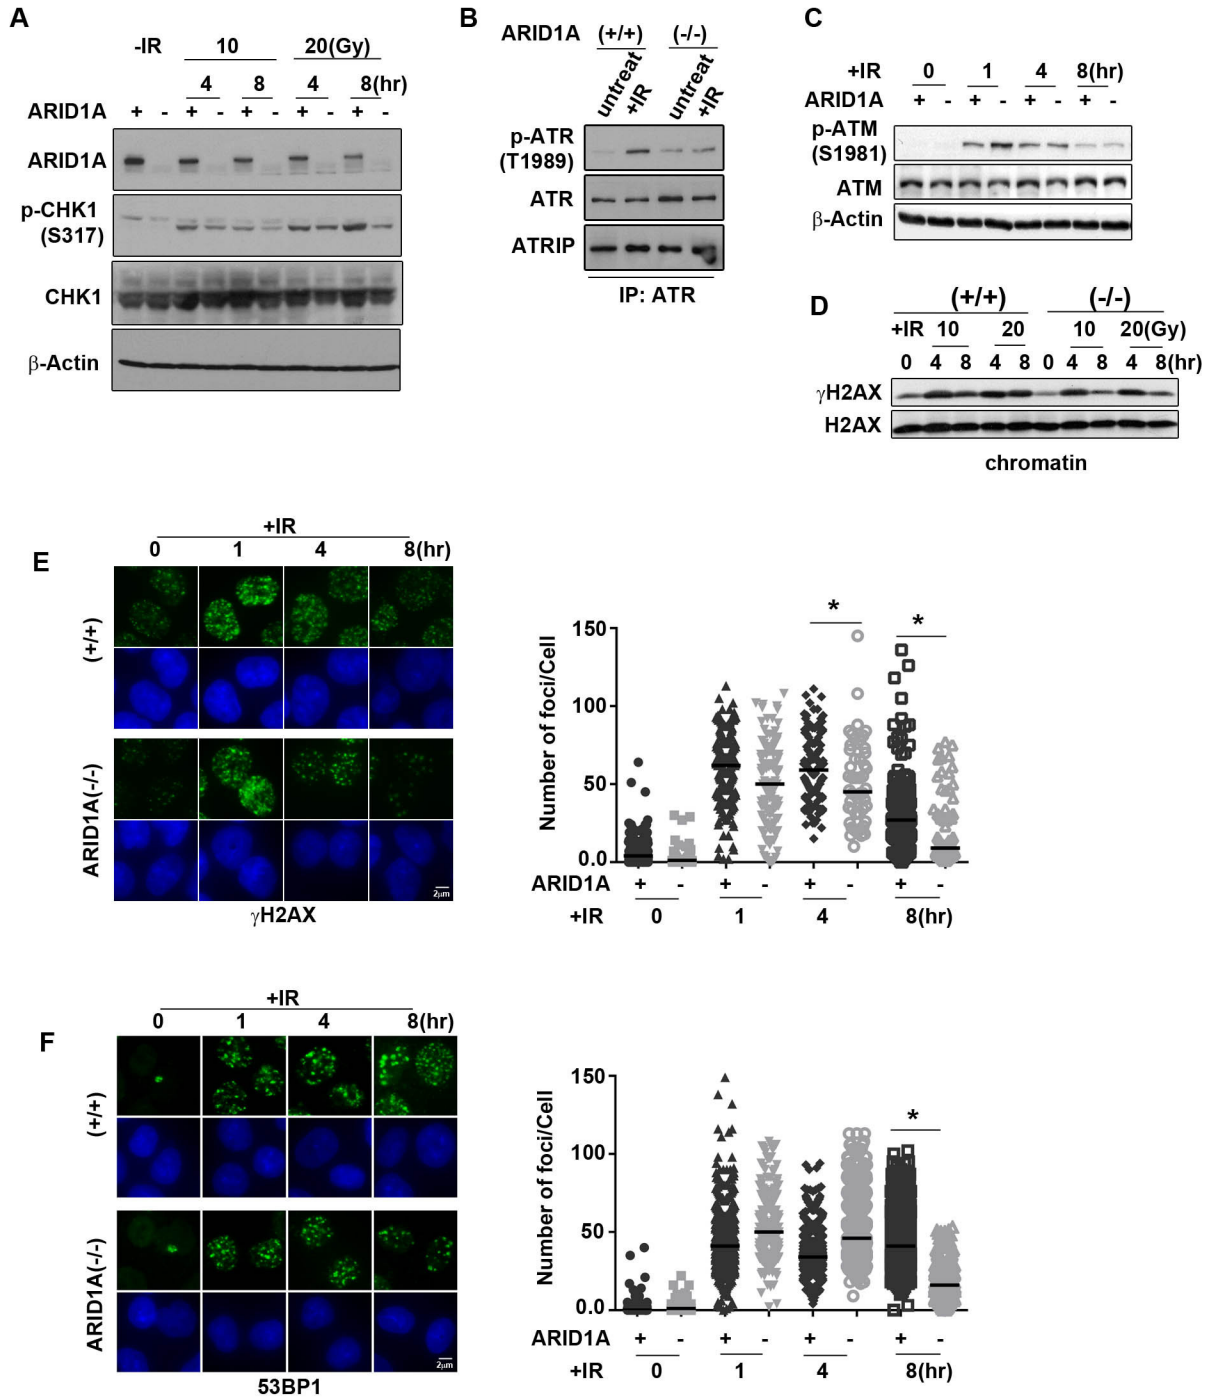 A
-IR 10 20(Gy)
4 8 4 8(hr)
ARID1A + - + - + - + - + -
ARID1A
p-CHK1
(S317)
CHK1
β-Actin
B
ARID1A (+/+) (-/-)
untreat +IR untreat +IR
p-ATR
(T1989)
ATR
ATRIP
IP: ATR
C
+IR 0 1 4 8(hr)
ARID1A + - + - + - + -
p-ATM
(S1981)
ATM
β-Actin
D
(+/+) (-/-)
+IR 10 20 10 20(Gy)
0 4 8 4 8 0 4 8 4 8(hr)
γH2AX
H2AX
chromatin
E
+IR
0 1 4 8(hr)
(+/+)
ARID1A(-/-)
2μm
γH2AX
Number of foci/Cell
150
100
50
0.0
* *
ARID1A + - + - + - + -
+IR 0 1 4 8(hr)
F
+IR
0 1 4 8(hr)
(+/+)
ARID1A(-/-)
2μm
53BP1
Number of foci/Cell
150
100
50
0.0
*
ARID1A + - + - + - + -
+IR 0 1 4 8(hr)